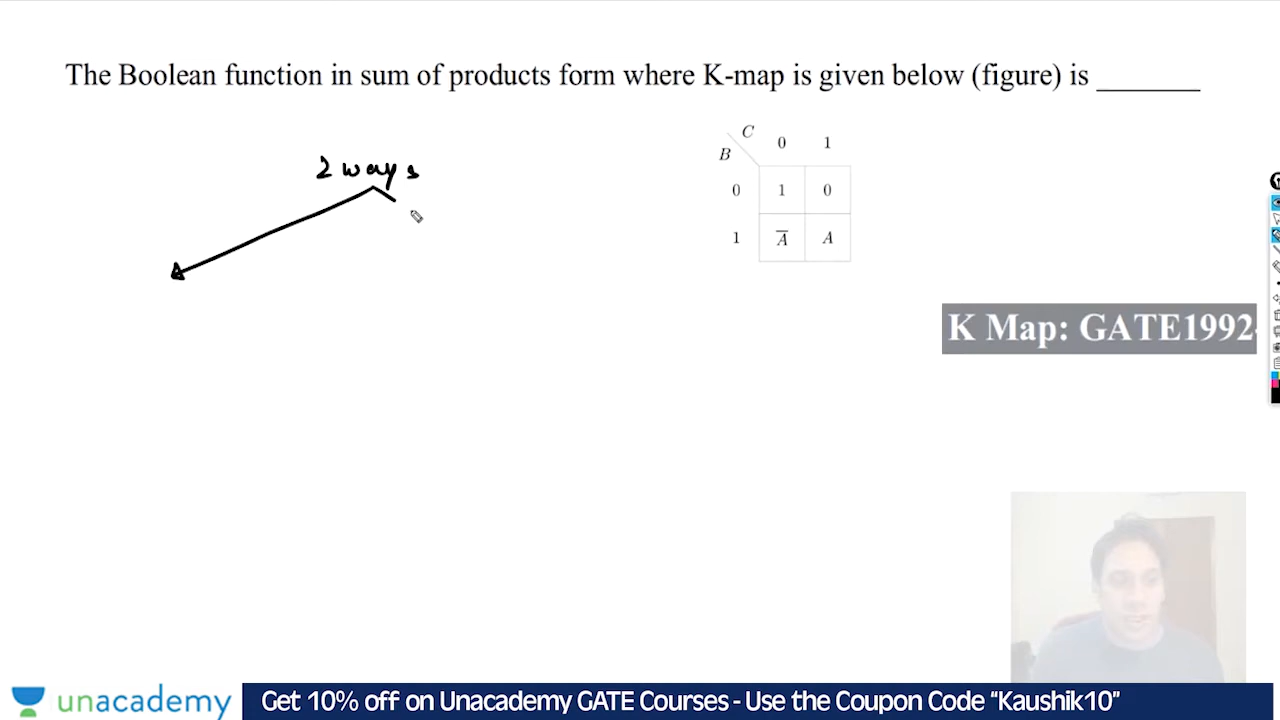 The Boolean function in sum of products form where K-map is given below (figure) is ________
2 ways
C
0 1
B
0 1 0
1 A̅ A
K Map: GATE1992-
unacademy
Get 10% off on Unacademy GATE Courses - Use the Coupon Code “Kaushik10”